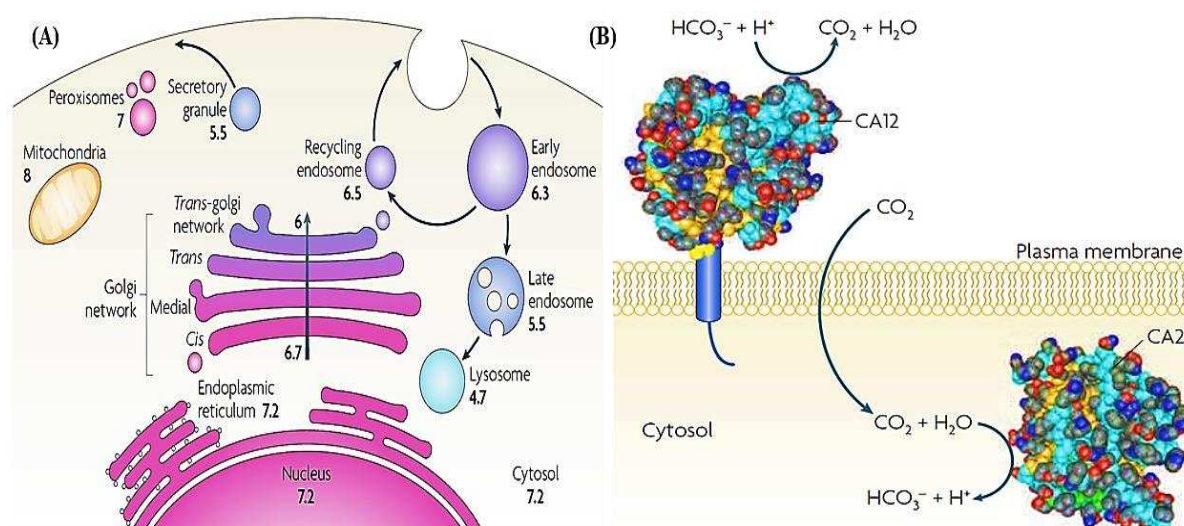 (A)
Peroxisomes
7
Secretory
granule
5.5
Mitochondria
8
Recycling
endosome
6.5
Early
endosome
6.3
Trans-golgi
network
6
Trans
Golgi
network
Medial
Cis
6.7
Late
endosome
5.5
Lysosome
4.7
Endoplasmic
reticulum 7.2
Nucleus
7.2
Cytosol
7.2
(B)
HCO₃⁻ + H⁺
CO₂ + H₂O
CA12
CO₂
Plasma membrane
CA2
CO₂ + H₂O
Cytosol
HCO₃⁻ + H⁺